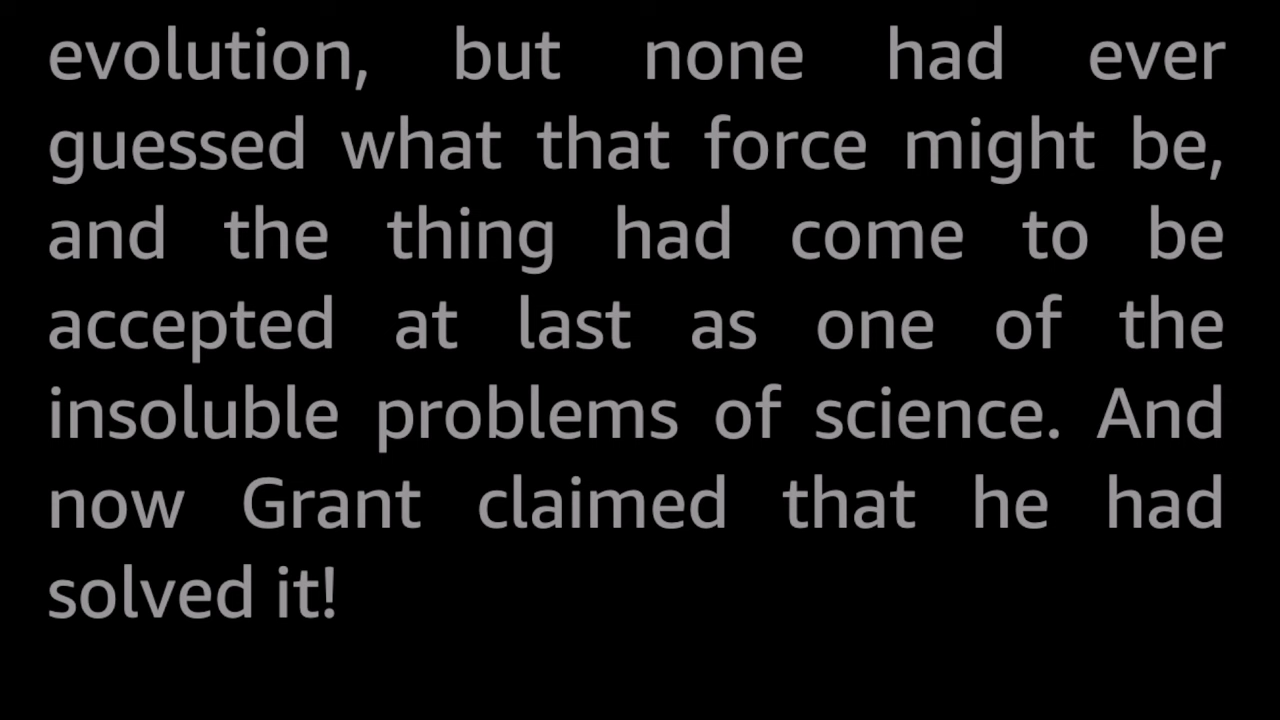 evolution, but none had ever
guessed what that force might be,
and the thing had come to be
accepted at last as one of the
insoluble problems of science. And
now Grant claimed that he had
solved it!